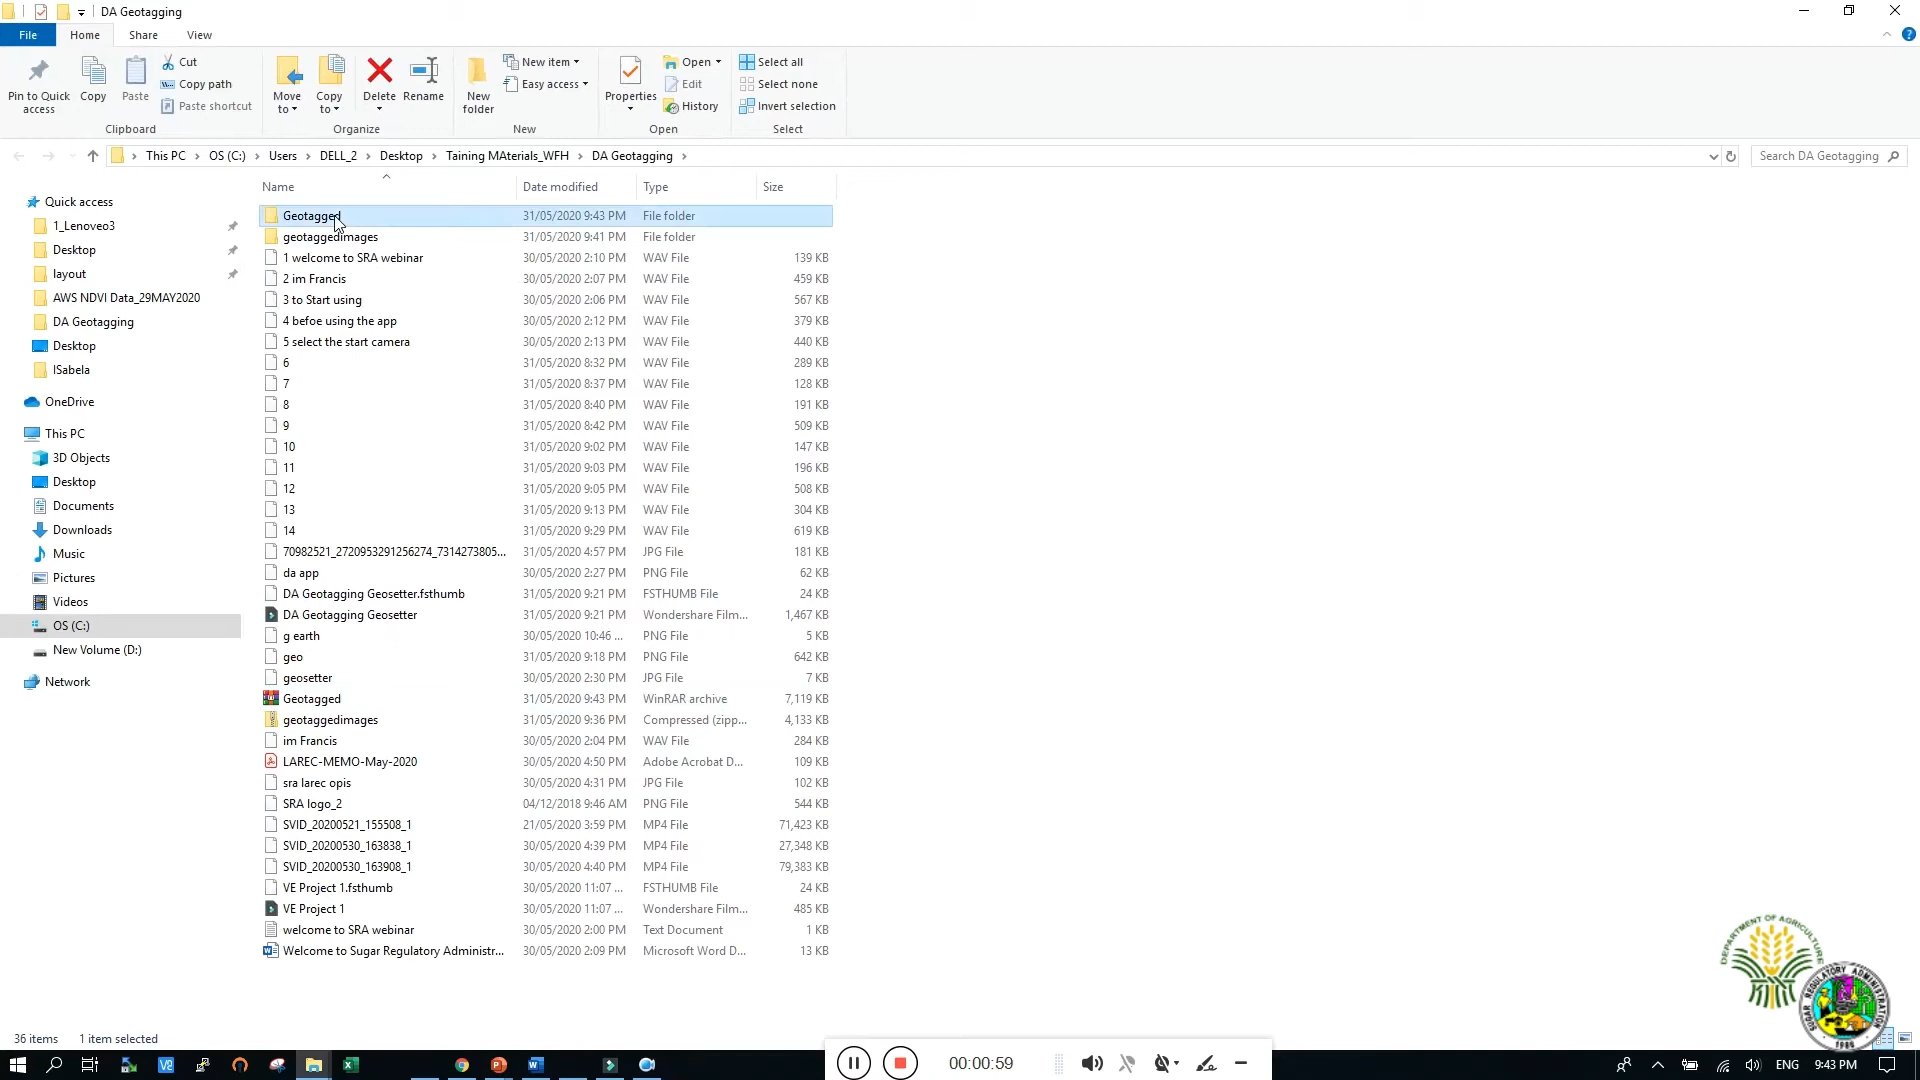 DA Geotagging
File Home Share View
Pin to Quick access
Copy
Paste
Cut
Copy path
Paste shortcut
Clipboard
Move to
Copy to
Delete
Rename
Organize
New folder
New item
Easy access
New
Properties
Open
Edit
History
Open
Select all
Select none
Invert selection
Select
This PC OS (C:) Users DELL_2 Desktop Taining MAterials_WFH DA Geotagging
Search DA Geotagging
Quick access
1_Lenoveo3
Desktop
layout
AWS NDVI Data_29MAY2020
DA Geotagging
Desktop
ISabela
OneDrive
This PC
3D Objects
Desktop
Documents
Downloads
Music
Pictures
Videos
OS (C:)
New Volume (D:)
Network
Name Date modified Type Size
Geotagged 31/05/2020 9:43 PM File folder
geotaggedimages 31/05/2020 9:41 PM File folder
1 welcome to SRA webinar 30/05/2020 2:10 PM WAV File 139 KB
2 im Francis 30/05/2020 2:07 PM WAV File 459 KB
3 to Start using 30/05/2020 2:06 PM WAV File 567 KB
4 befoe using the app 30/05/2020 2:12 PM WAV File 379 KB
5 select the start camera 30/05/2020 2:13 PM WAV File 440 KB
6 31/05/2020 8:32 PM WAV File 289 KB
7 31/05/2020 8:37 PM WAV File 128 KB
8 31/05/2020 8:40 PM WAV File 191 KB
9 31/05/2020 8:42 PM WAV File 509 KB
10 31/05/2020 9:02 PM WAV File 147 KB
11 31/05/2020 9:03 PM WAV File 196 KB
12 31/05/2020 9:05 PM WAV File 508 KB
13 31/05/2020 9:13 PM WAV File 304 KB
14 31/05/2020 9:29 PM WAV File 619 KB
70982521_2720953291256274_7314273805... 31/05/2020 4:57 PM JPG File 181 KB
da app 30/05/2020 2:27 PM PNG File 62 KB
DA Geotagging Geosetter.fsthumb 31/05/2020 9:21 PM FSTHUMB File 24 KB
DA Geotagging Geosetter 31/05/2020 9:21 PM Wondershare Film... 1,467 KB
g earth 30/05/2020 10:46 ... PNG File 5 KB
geo 31/05/2020 9:18 PM PNG File 642 KB
geosetter 30/05/2020 2:30 PM JPG File 7 KB
Geotagged 31/05/2020 9:43 PM WinRAR archive 7,119 KB
geotaggedimages 31/05/2020 9:36 PM Compressed (zipp... 4,133 KB
im Francis 30/05/2020 2:04 PM WAV File 284 KB
LAREC-MEMO-May-2020 30/05/2020 4:50 PM Adobe Acrobat D... 109 KB
sra larec opis 30/05/2020 4:31 PM JPG File 102 KB
SRA logo_2 04/12/2018 9:46 AM PNG File 544 KB
SVID_20200521_155508_1 21/05/2020 3:59 PM MP4 File 71,423 KB
SVID_20200530_163838_1 30/05/2020 4:39 PM MP4 File 27,348 KB
SVID_20200530_163908_1 30/05/2020 4:40 PM MP4 File 79,383 KB
VE Project 1.fsthumb 30/05/2020 11:07 ... FSTHUMB File 24 KB
VE Project 1 30/05/2020 11:07 ... Wondershare Film... 485 KB
welcome to SRA webinar 30/05/2020 2:00 PM Text Document 1 KB
Welcome to Sugar Regulatory Administr... 30/05/2020 2:09 PM Microsoft Word D... 13 KB
DEPARTMENT OF AGRICULTURE
SUGAR REGULATORY ADMINISTRATION
1986
36 items 1 item selected
00:00:59
ENG 9:43 PM